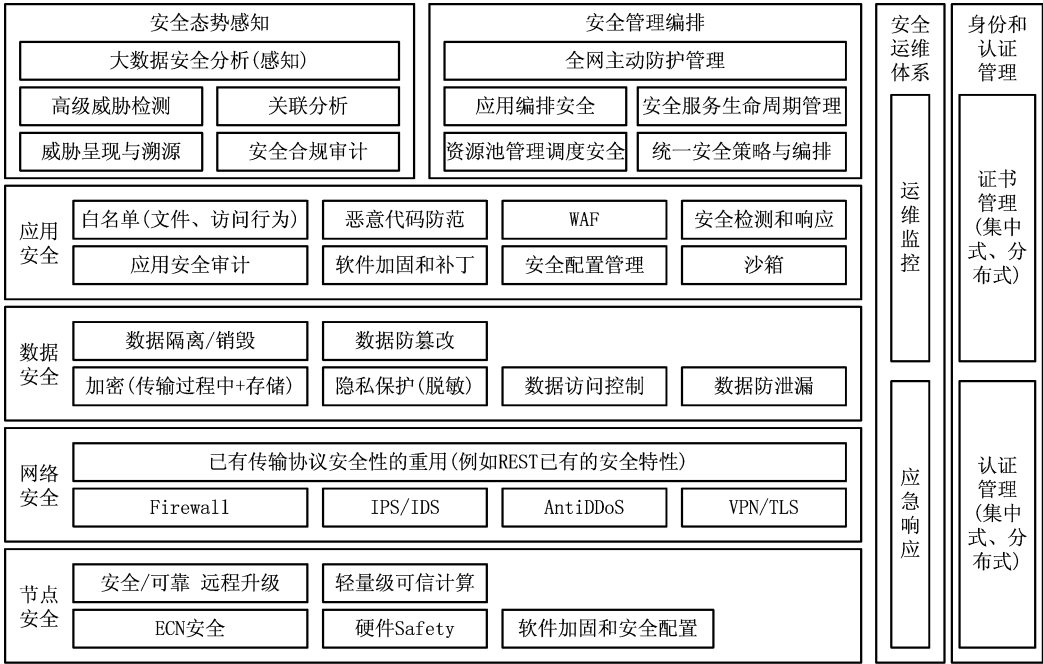 安全态势感知
大数据安全分析(感知)
高级威胁检测
关联分析
威胁呈现与溯源
安全合规审计
安全管理编排
全网主动防护管理
应用编排安全
安全服务生命周期管理
资源池管理调度安全
统一安全策略与编排
应用
安全
白名单(文件、访问行为)
恶意代码防范
WAF
安全检测和响应
应用安全审计
软件加固和补丁
安全配置管理
沙箱
数据
安全
数据隔离/销毁
数据防篡改
加密(传输过程中+存储)
隐私保护(脱敏)
数据访问控制
数据防泄漏
网络
安全
已有传输协议安全性的重用(例如REST已有的安全特性)
Firewall
IPS/IDS
AntiDDoS
VPN/TLS
节点
安全
安全/可靠 远程升级
轻量级可信计算
ECN安全
硬件Safety
软件加固和安全配置
安全
运维
体系
运
维
监
控
应
急
响
应
身份和
认证
管理
证书
管理
(集中
式、分
布式)
认证
管理
(集中
式、分
布式)